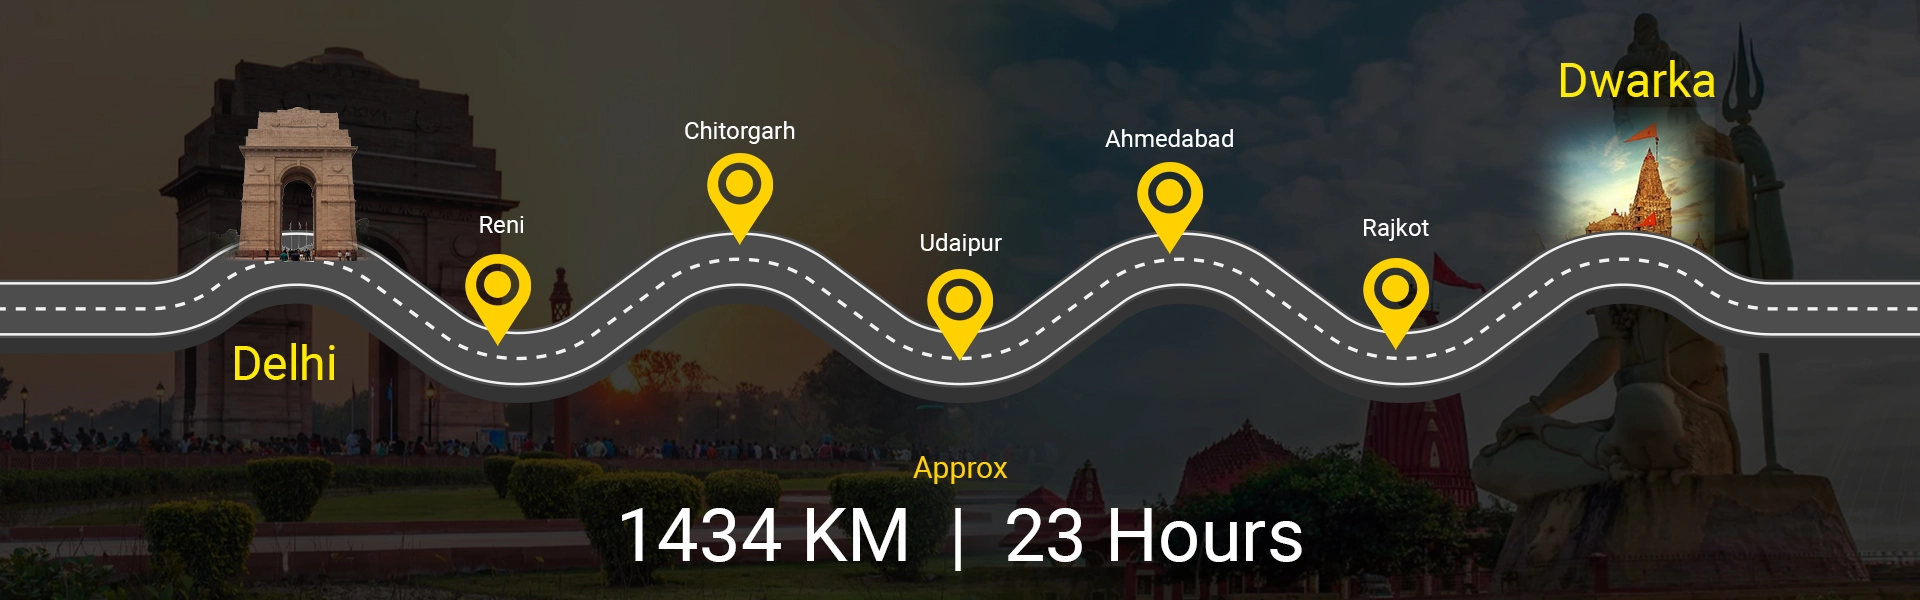 Dwarka
Chitorgarh
Ahmedabad
Reni
Rajkot
Udaipur
Delhi
Approx
1434 KM | 23 Hours